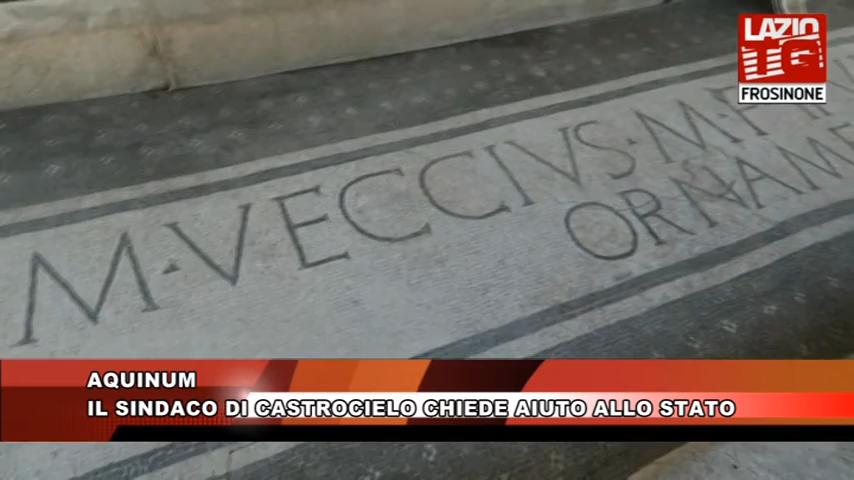 LAZIO
TG
FROSINONE
M·VECCIVS·M·F
ORNAME
AQUINUM
IL SINDACO DI CASTROCIELO CHIEDE AIUTO ALLO STATO